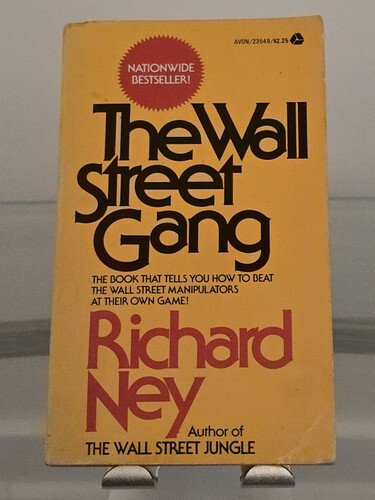 AVON/23549/$2.25
NATIONWIDE
BESTSELLER!
The Wall
Street
Gang
THE BOOK THAT TELLS YOU HOW TO BEAT
THE WALL STREET MANIPULATORS
AT THEIR OWN GAME!
Richard
Ney
Author of
THE WALL STREET JUNGLE